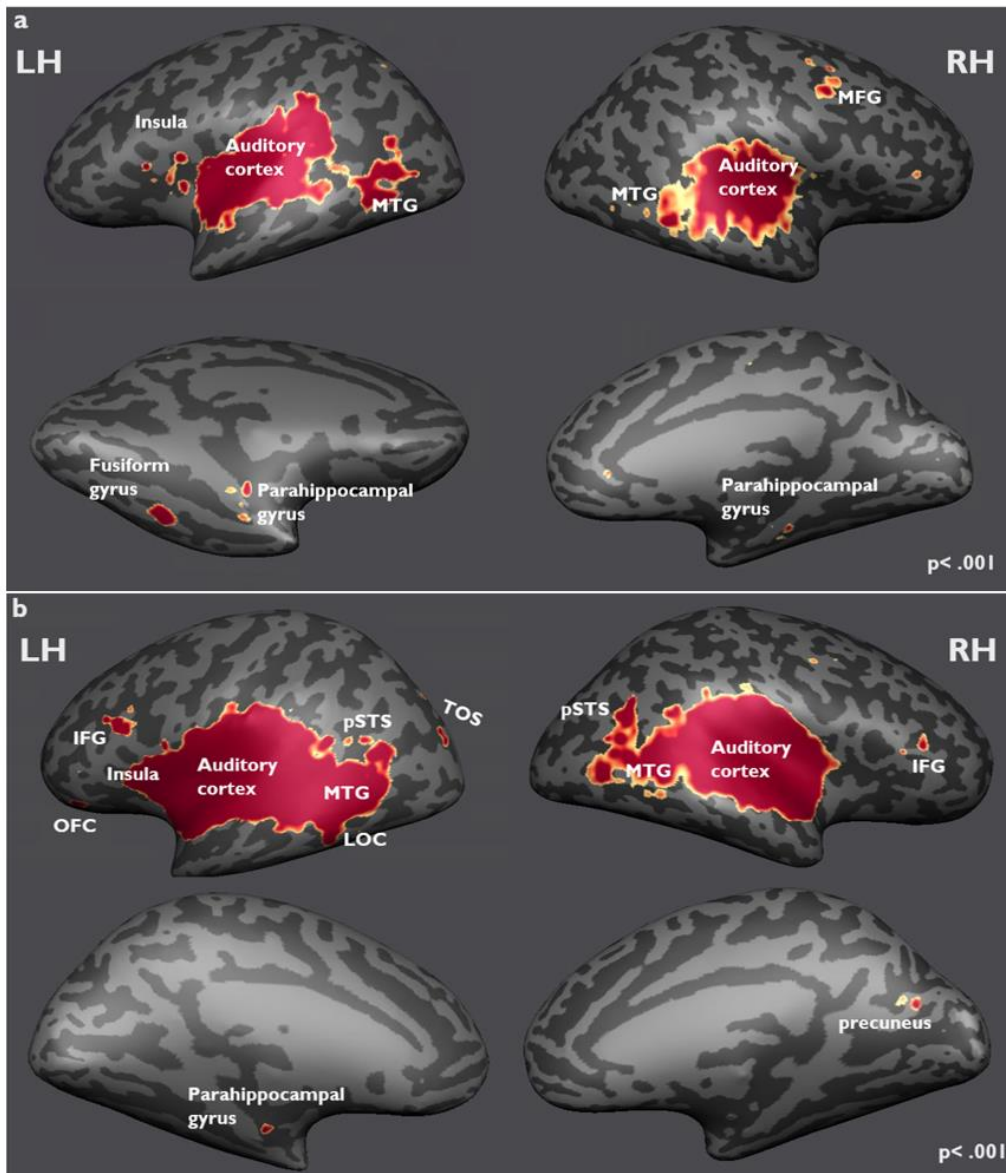 a
LH
RH
Insula
Auditory
cortex
MTG
MFG
Auditory
cortex
MTG
Fusiform
gyrus
Parahippocampal
gyrus
Parahippocampal
gyrus
p< .001
b
LH
RH
IFG
Insula
OFC
Auditory
cortex
pSTS
TOS
MTG
LOC
pSTS
MTG
Auditory
cortex
IFG
Parahippocampal
gyrus
precuneus
p< .001